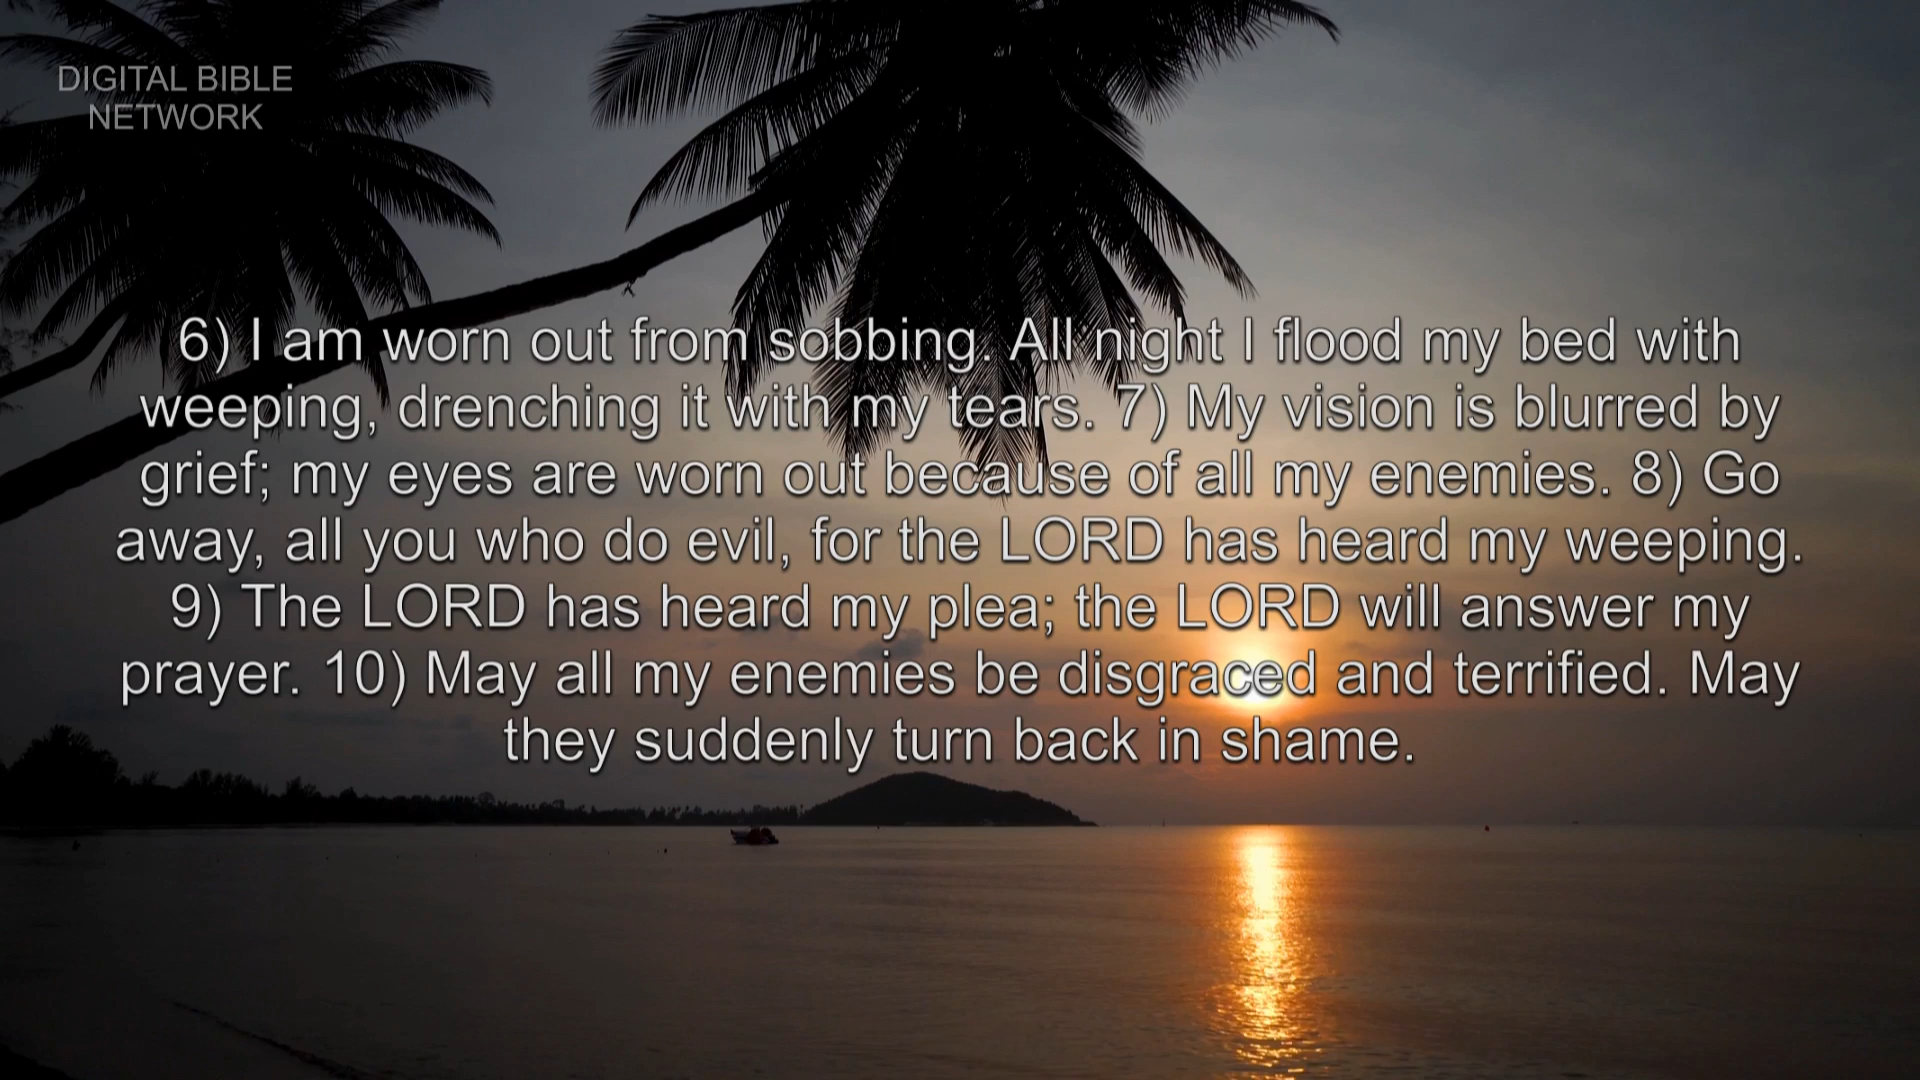 DIGITAL BIBLE
NETWORK
6) I am worn out from sobbing. All night I flood my bed with
weeping, drenching it with my tears. 7) My vision is blurred by
grief; my eyes are worn out because of all my enemies. 8) Go
away, all you who do evil, for the LORD has heard my weeping.
9) The LORD has heard my plea; the LORD will answer my
prayer. 10) May all my enemies be disgraced and terrified. May
they suddenly turn back in shame.